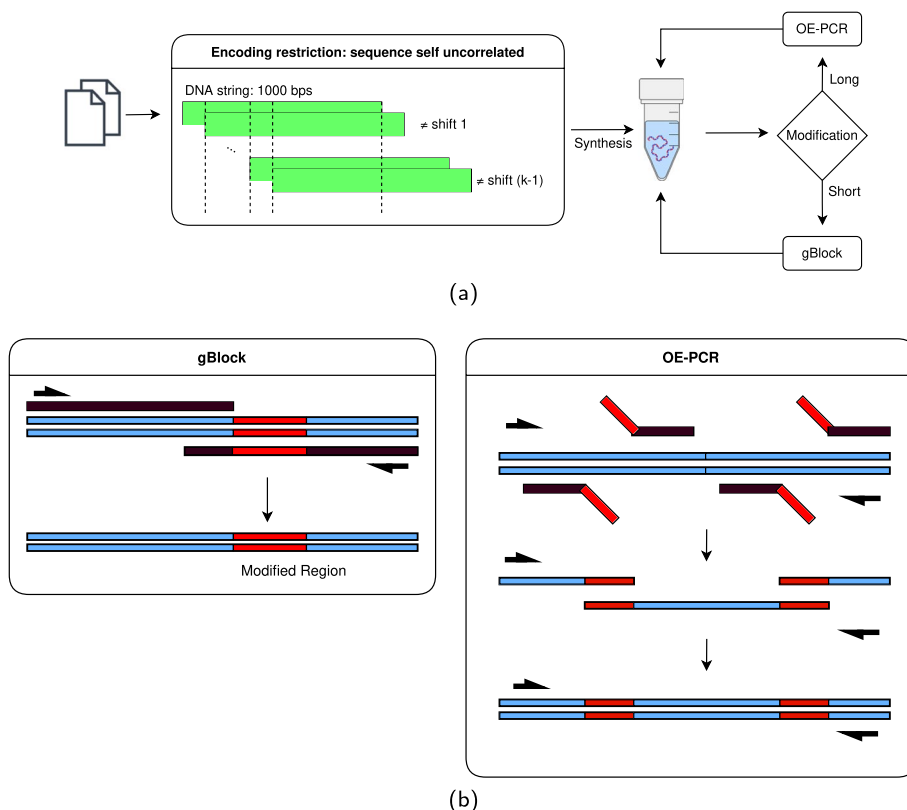 OE-PCR
Encoding restriction: sequence self uncorrelated
DNA string: 1000 bps
Long
≠ shift 1
Synthesis
Modification
...
≠ shift (k-1)
Short
gBlock
(a)
gBlock
OE-PCR
Modified Region
(b)